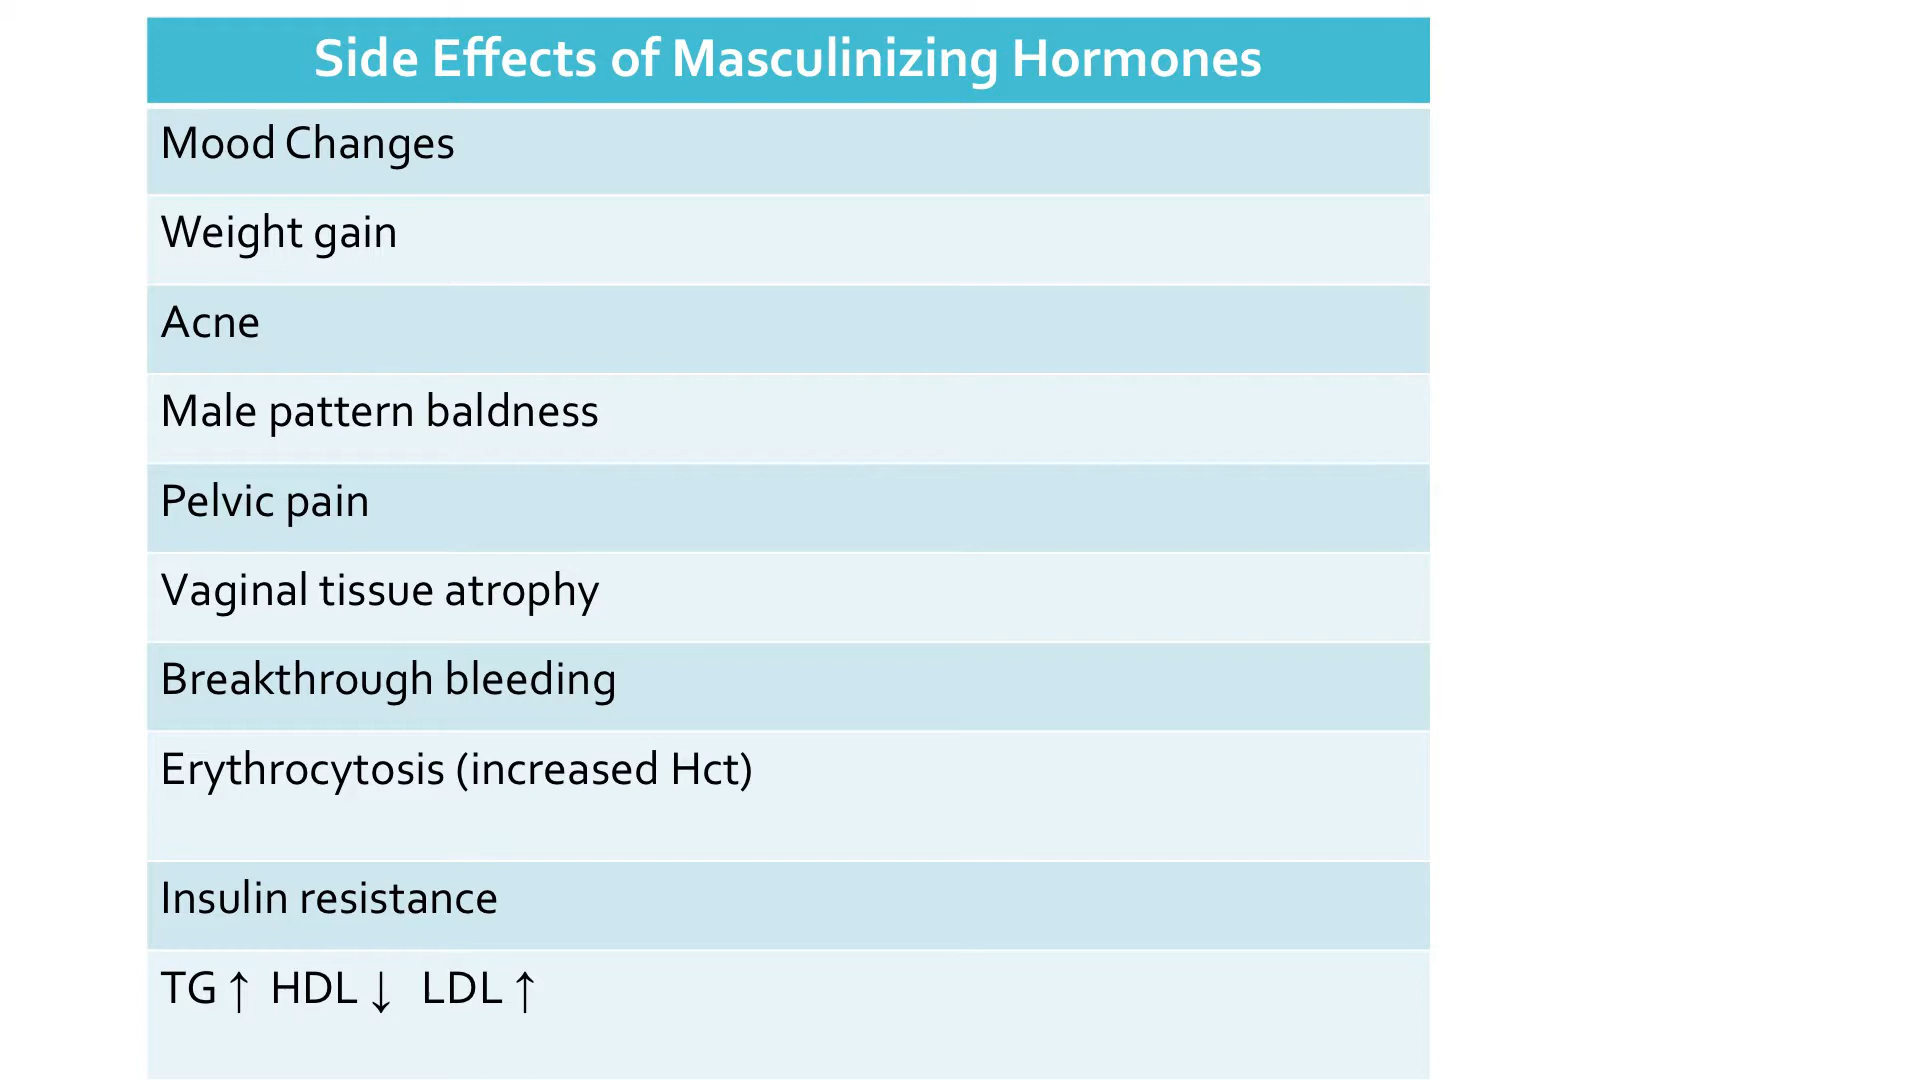 Side Effects of Masculinizing Hormones
Mood Changes
Weight gain
Acne
Male pattern baldness
Pelvic pain
Vaginal tissue atrophy
Breakthrough bleeding
Erythrocytosis (increased Hct)
Insulin resistance
TG ↑ HDL ↓ LDL ↑